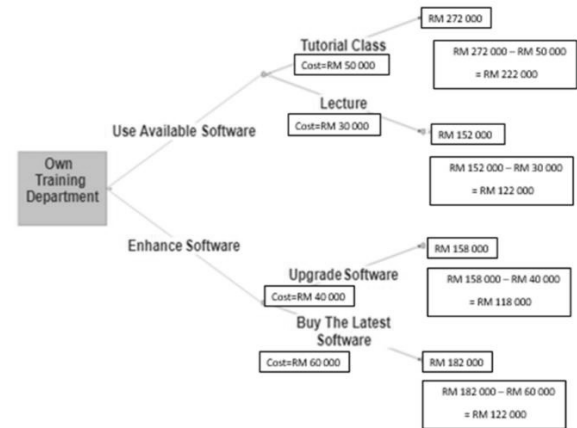 RM 272 000
Tutorial Class
Cost=RM 50 000
RM 272 000 – RM 50 000
= RM 222 000
Lecture
Cost=RM 30 000
Use Available Software
RM 152 000
RM 152 000 – RM 30 000
= RM 122 000
Own
Training
Department
Enhance Software
RM 158 000
Upgrade Software
Cost=RM 40 000
RM 158 000 – RM 40 000
= RM 118 000
Buy The Latest
Software
Cost=RM 60 000
RM 182 000
RM 182 000 – RM 60 000
= RM 122 000